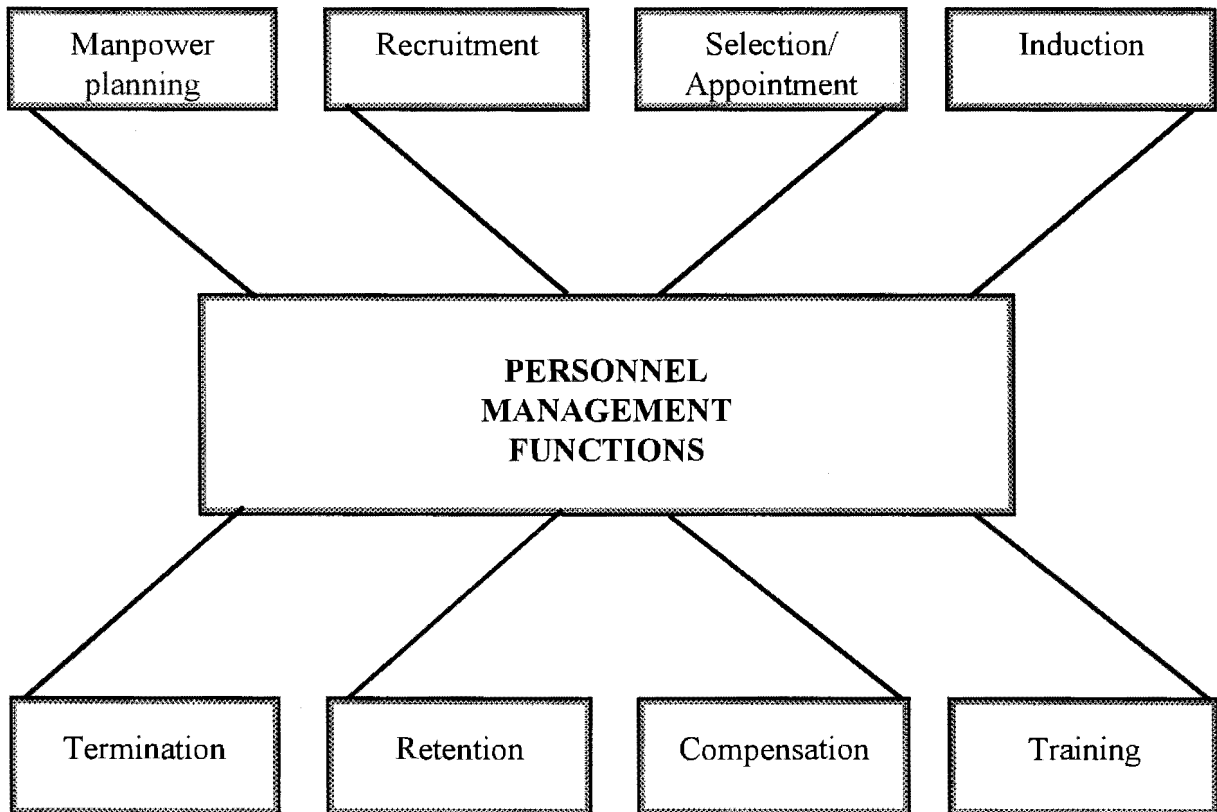 Manpower
planning
Recruitment
Selection/
Appointment
Induction
PERSONNEL
MANAGEMENT
FUNCTIONS
Termination
Retention
Compensation
Training